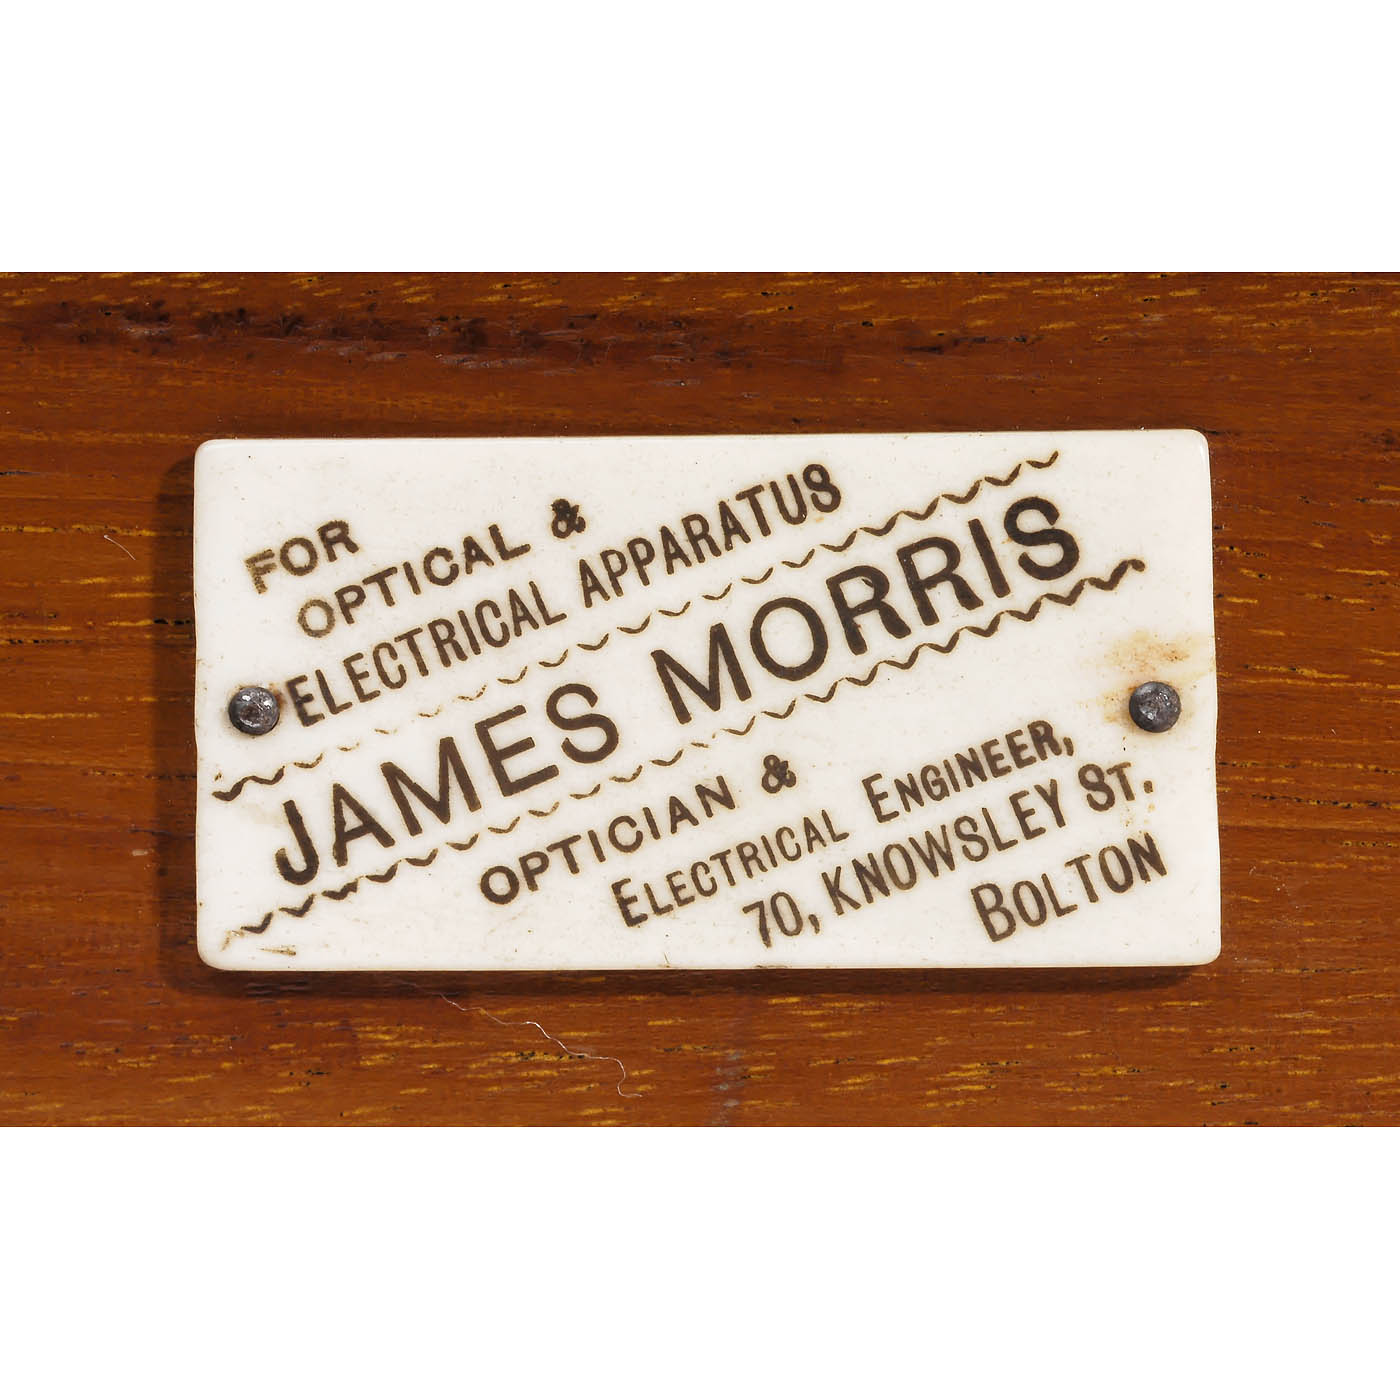 FOR
OPTICAL &
ELECTRICAL APPARATUS
JAMES MORRIS
OPTICIAN &
ELECTRICAL ENGINEER,
70, KNOWSLEY ST.
BOLTON